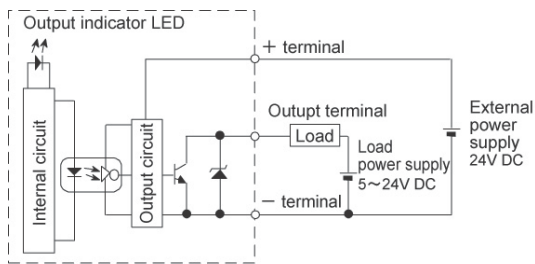 Output indicator LED
+ terminal
Outupt terminal
Load
Load
power supply
5～24V DC
External
power
supply
24V DC
Internal circuit
Output circuit
− terminal